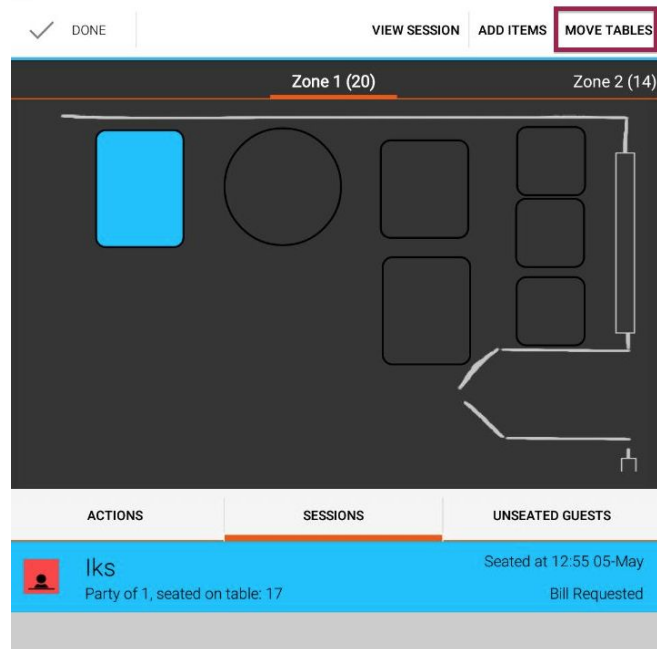 DONE
VIEW SESSION
ADD ITEMS
MOVE TABLES
Zone 1 (20)
Zone 2 (14)
ACTIONS
SESSIONS
UNSEATED GUESTS
Iks
Seated at 12:55 05-May
Party of 1, seated on table: 17
Bill Requested